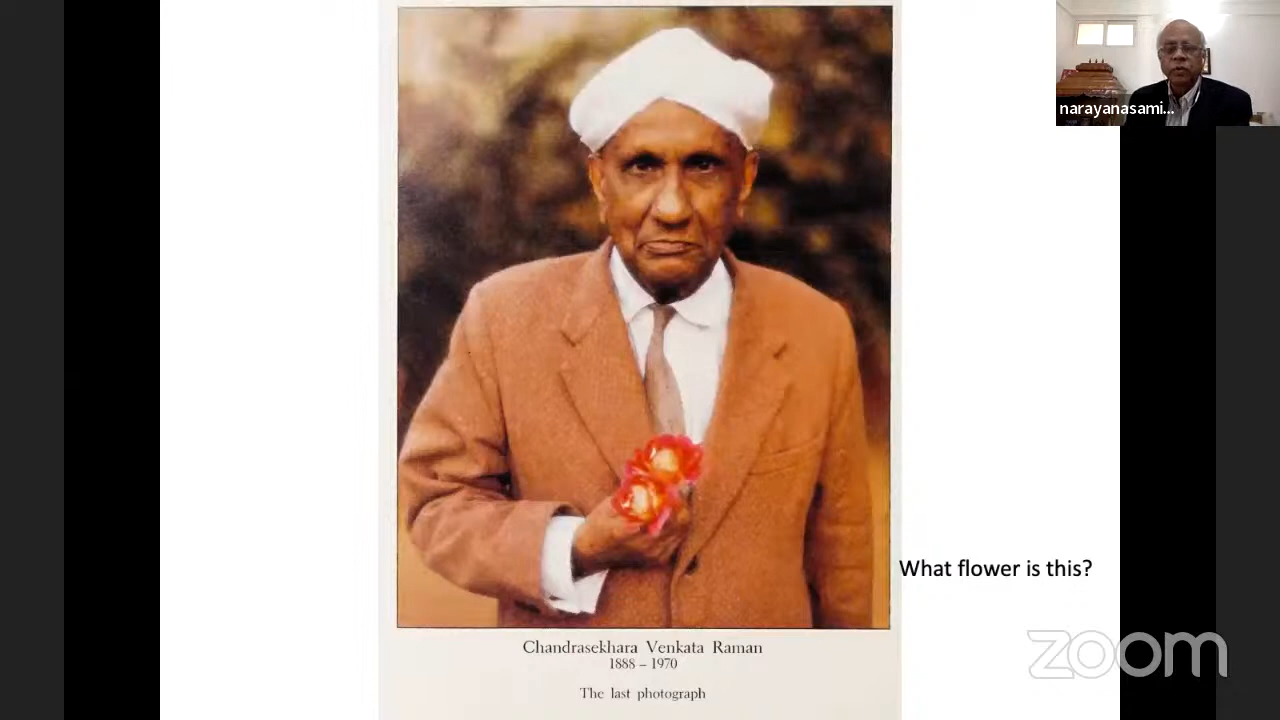 narayanasami...
What flower is this?
Chandrasekhara Venkata Raman
1888 – 1970
The last photograph
zoom